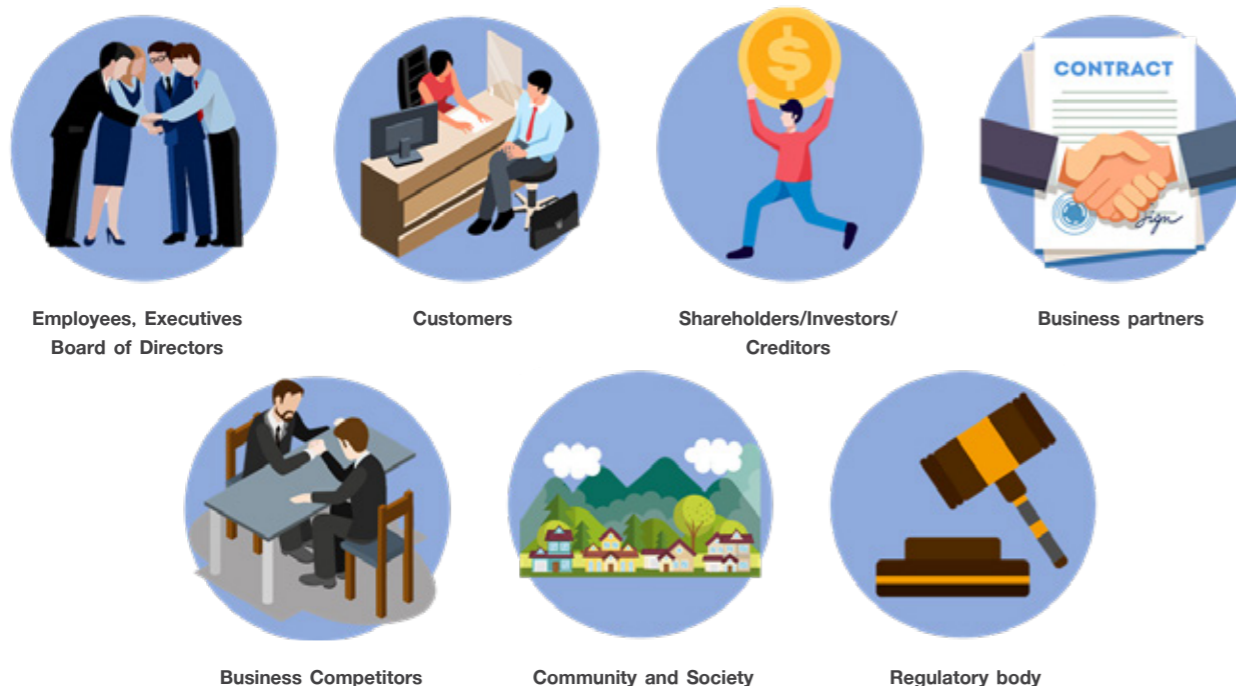 CONTRACT
Sign
Employees, Executives
Board of Directors
Customers
Shareholders/Investors/
Creditors
Business partners
Business Competitors
Community and Society
Regulatory body